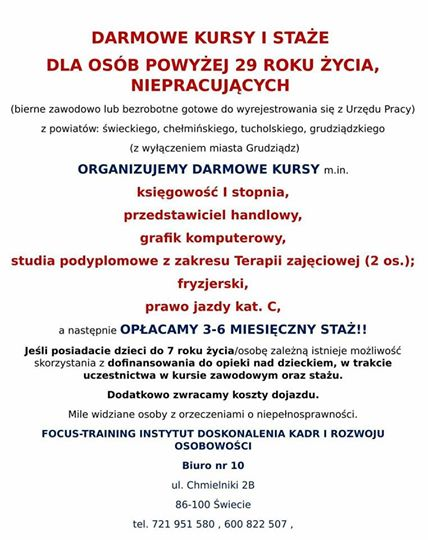 DARMOWE KURSY I STAŻE
DLA OSÓB POWYŻEJ 29 ROKU ŻYCIA,
NIEPRACUJĄCYCH
(bierne zawodowo lub bezrobotne gotowe do wyrejestrowania się z Urzędu Pracy)
z powiatów: świeckiego, chełmińskiego, tucholskiego, grudziądzkiego
(z wyłączeniem miasta Grudziądz)
ORGANIZUJEMY DARMOWE KURSY m.in.
księgowość I stopnia,
przedstawiciel handlowy,
grafik komputerowy,
studia podyplomowe z zakresu Terapii zajęciowej (2 os.);
fryzjerski,
prawo jazdy kat. C,
a następnie OPŁACAMY 3-6 MIESIĘCZNY STAŻ!!
Jeśli posiadacie dzieci do 7 roku życia/osobę zależną istnieje możliwość
skorzystania z dofinansowania do opieki nad dzieckiem, w trakcie
uczestnictwa w kursie zawodowym oraz stażu.
Dodatkowo zwracamy koszty dojazdu.
Mile widziane osoby z orzeczeniami o niepełnosprawności.
FOCUS-TRAINING INSTYTUT DOSKONALENIA KADR I ROZWOJU
OSOBOWOŚCI
Biuro nr 10
ul. Chmielniki 2B
86-100 Świecie
tel. 721 951 580 , 600 822 507 ,